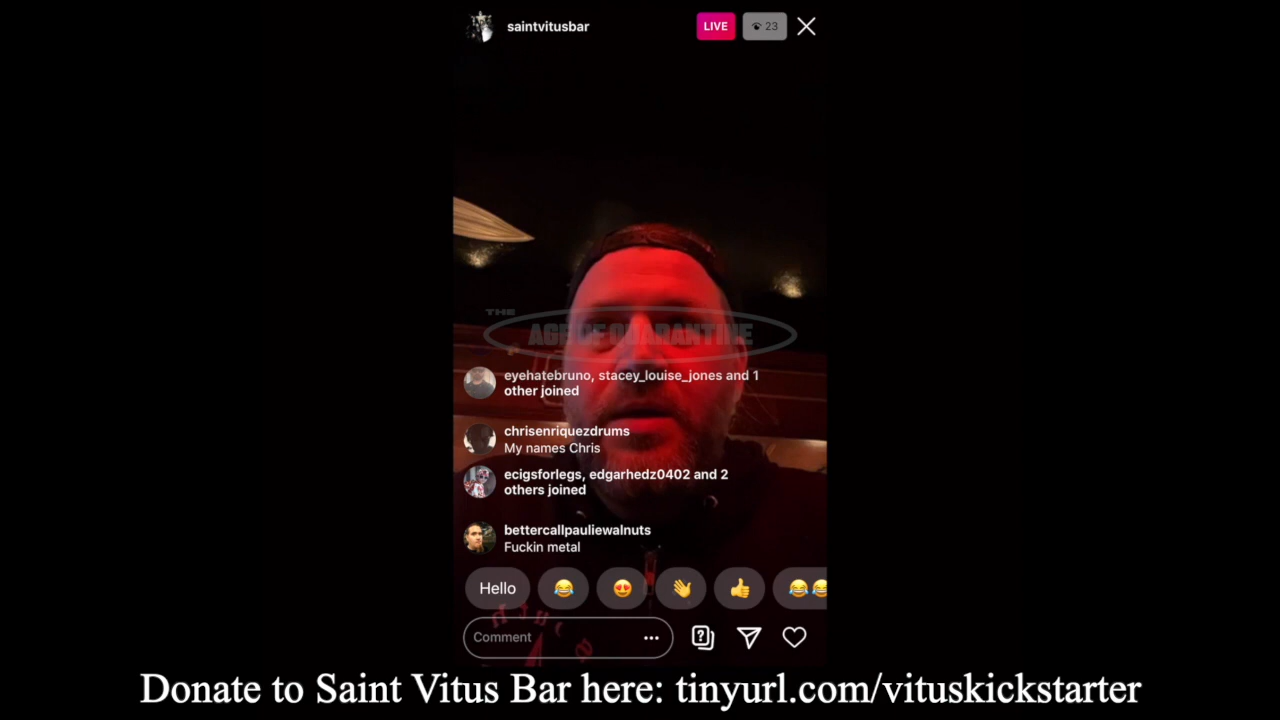 saintvitusbar
LIVE
23
THE
AGE OF QUARANTINE
eyehatebruno, stacey_louise_jones and 1
other joined
chrisenriquezdrums
My names Chris
ecigsforlegs, edgarhedz0402 and 2
others joined
bettercallpauliewalnuts
Fuckin metal
Hello
Comment
Donate to Saint Vitus Bar here: tinyurl.com/vituskickstarter